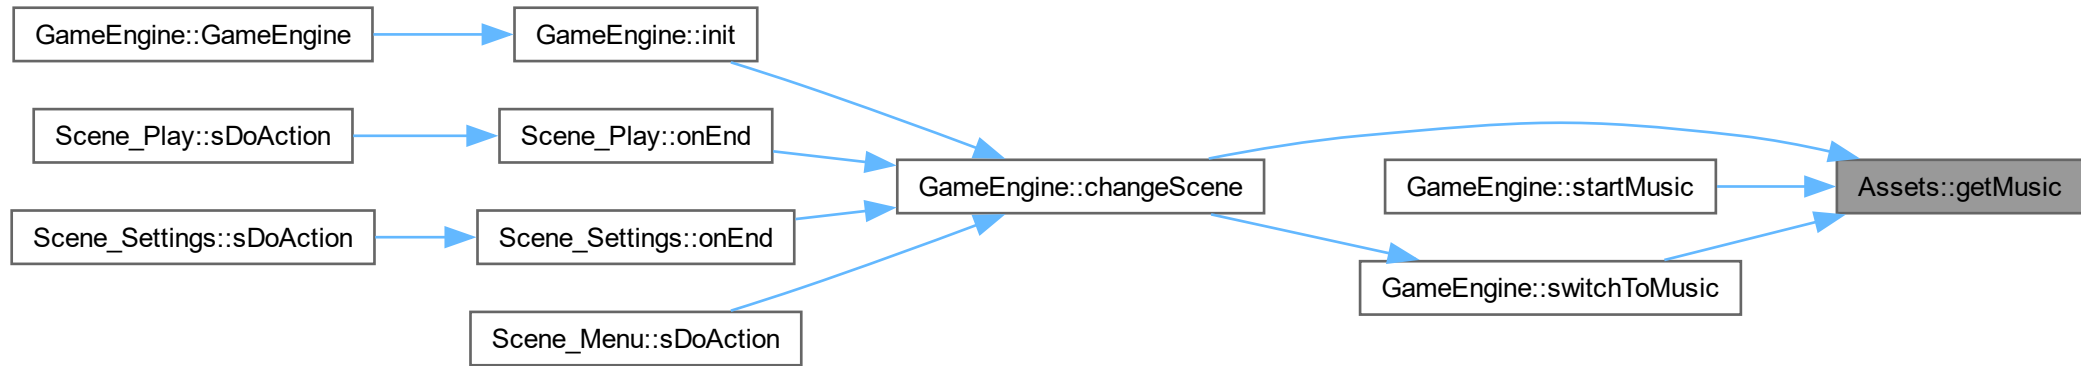 GameEngine::GameEngine
GameEngine::init
Scene_Play::sDoAction
Scene_Play::onEnd
GameEngine::changeScene
GameEngine::startMusic
Assets::getMusic
Scene_Settings::sDoAction
Scene_Settings::onEnd
GameEngine::switchToMusic
Scene_Menu::sDoAction